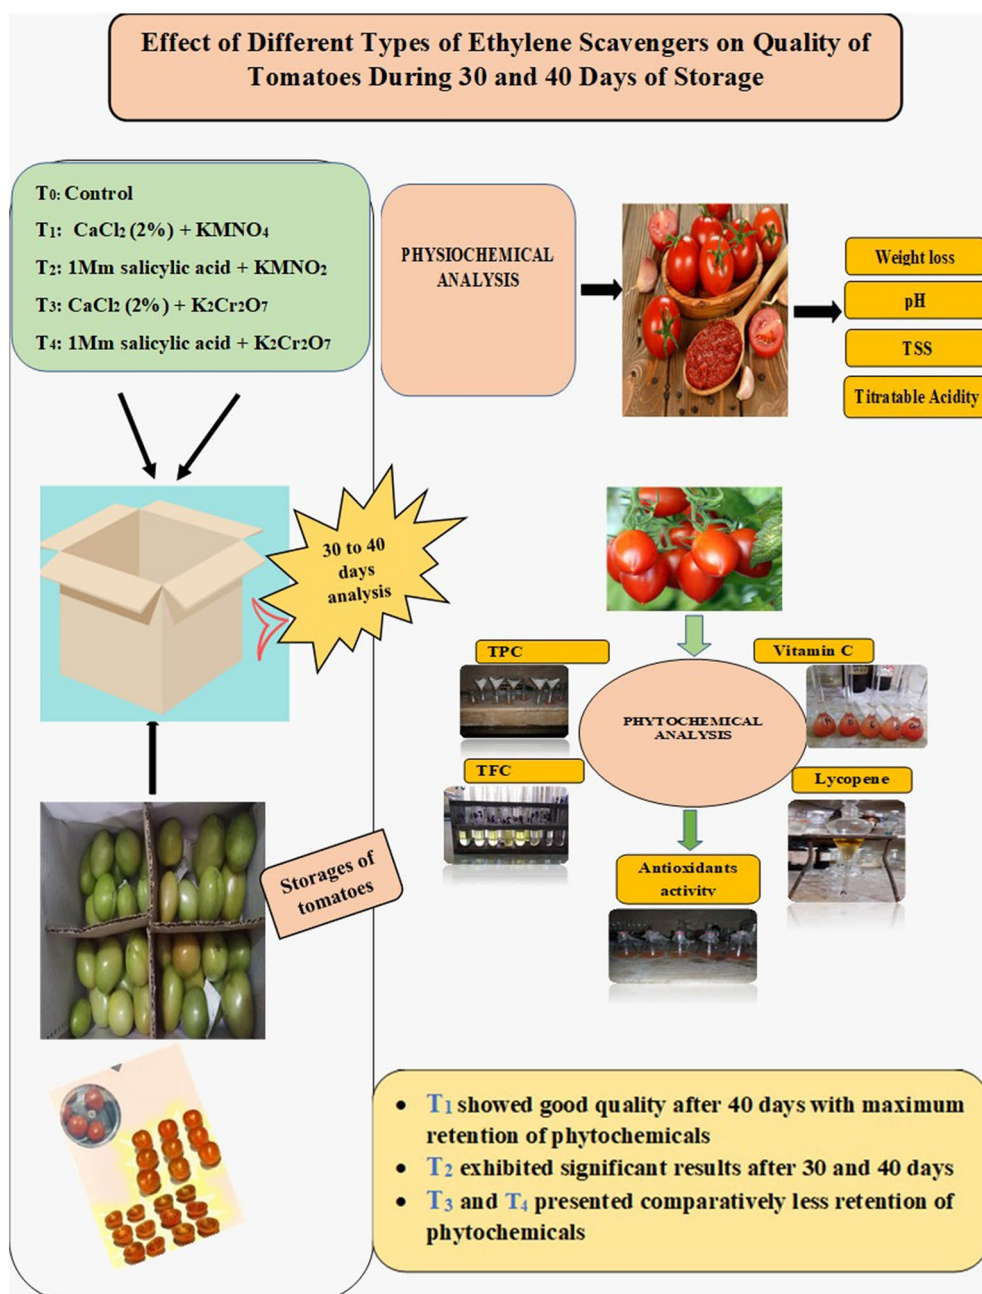 Effect of Different Types of Ethylene Scavengers on Quality of
Tomatoes During 30 and 40 Days of Storage
T0: Control
T1: CaCl2 (2%) + KMNO4
T2: 1Mm salicylic acid + KMNO2
T3: CaCl2 (2%) + K2Cr2O7
T4: 1Mm salicylic acid + K2Cr2O7
PHYSIOCHEMICAL
ANALYSIS
Weight loss
pH
TSS
Titratable Acidity
30 to 40
days
analysis
Storages of
tomatoes
TPC
TFC
PHYTOCHEMICAL
ANALYSIS
Vitamin C
Lycopene
Antioxidants
activity
• T1 showed good quality after 40 days with maximum
retention of phytochemicals
• T2 exhibited significant results after 30 and 40 days
• T3 and T4 presented comparatively less retention of
phytochemicals